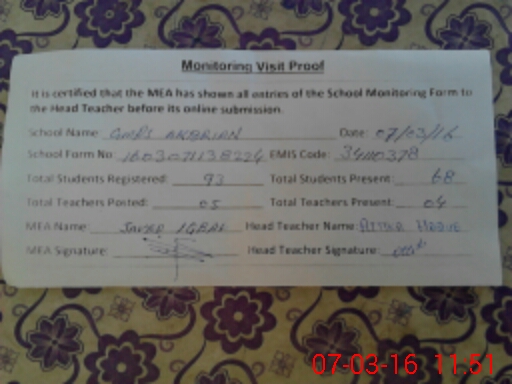 Monitoring Visit Proof
It is certified that the MEA has shown all entries of the School Monitoring Form to
the Head Teacher before its online submission.
School Name Date: 07/03/16
School Form No: EMIS Code:
Total Students Registered: 93 Total Students Present: 68
Total Teachers Posted: 05 Total Teachers Present: 04
MEA Name: JAVED IQBAL Head Teacher Name:
MEA Signature: Head Teacher Signature:
07-03-16 11:51